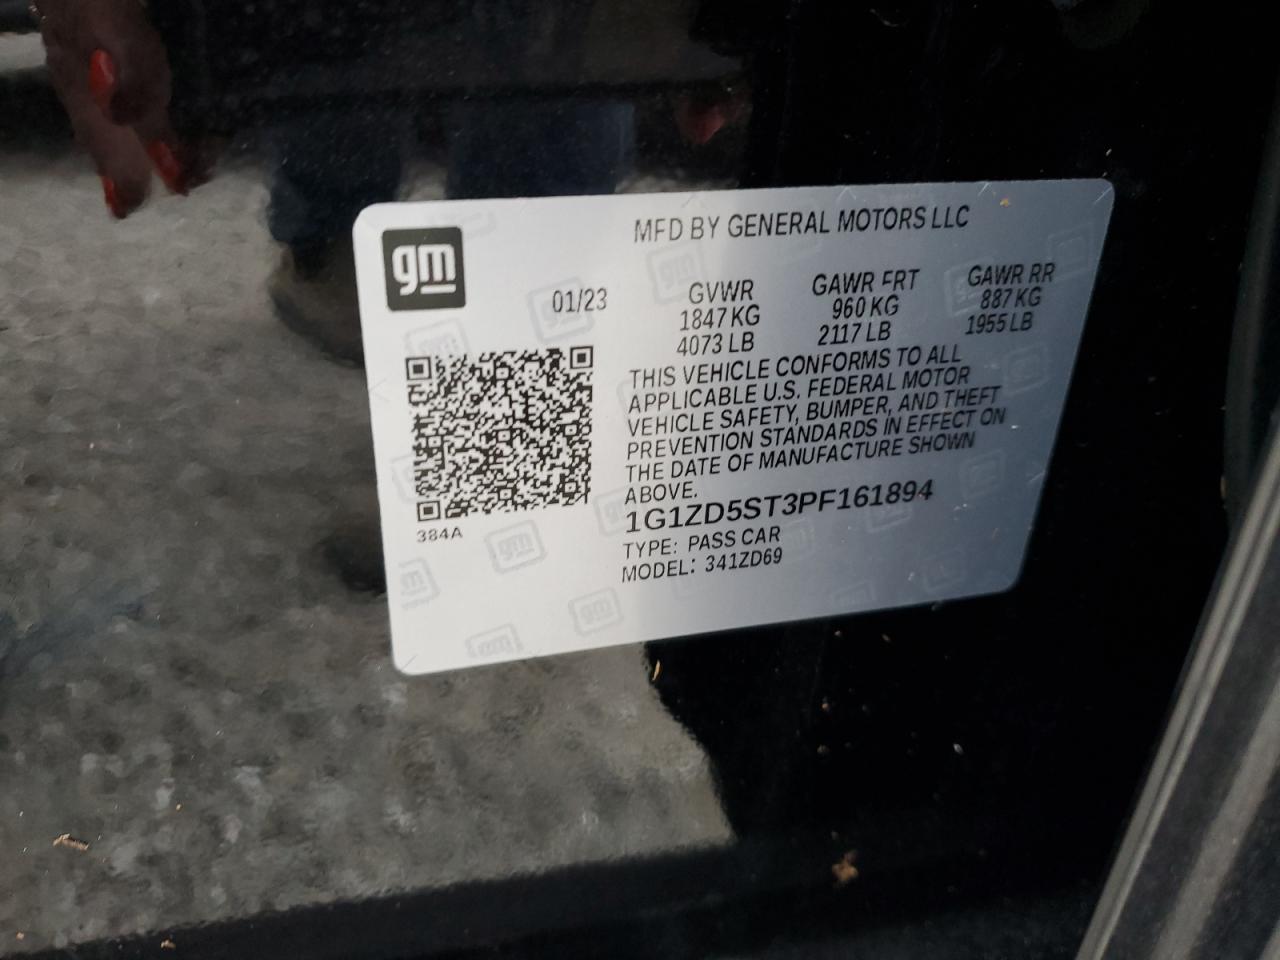 gm
MFD BY GENERAL MOTORS LLC
01/23
GVWR GAWR FRT GAWR RR
1847 KG 960 KG 887 KG
4073 LB 2117 LB 1955 LB
THIS VEHICLE CONFORMS TO ALL
APPLICABLE U.S. FEDERAL MOTOR
VEHICLE SAFETY, BUMPER, AND THEFT
PREVENTION STANDARDS IN EFFECT ON
THE DATE OF MANUFACTURE SHOWN
ABOVE.
1G1ZD5ST3PF161894
TYPE: PASS CAR
MODEL: 341ZD69
384A